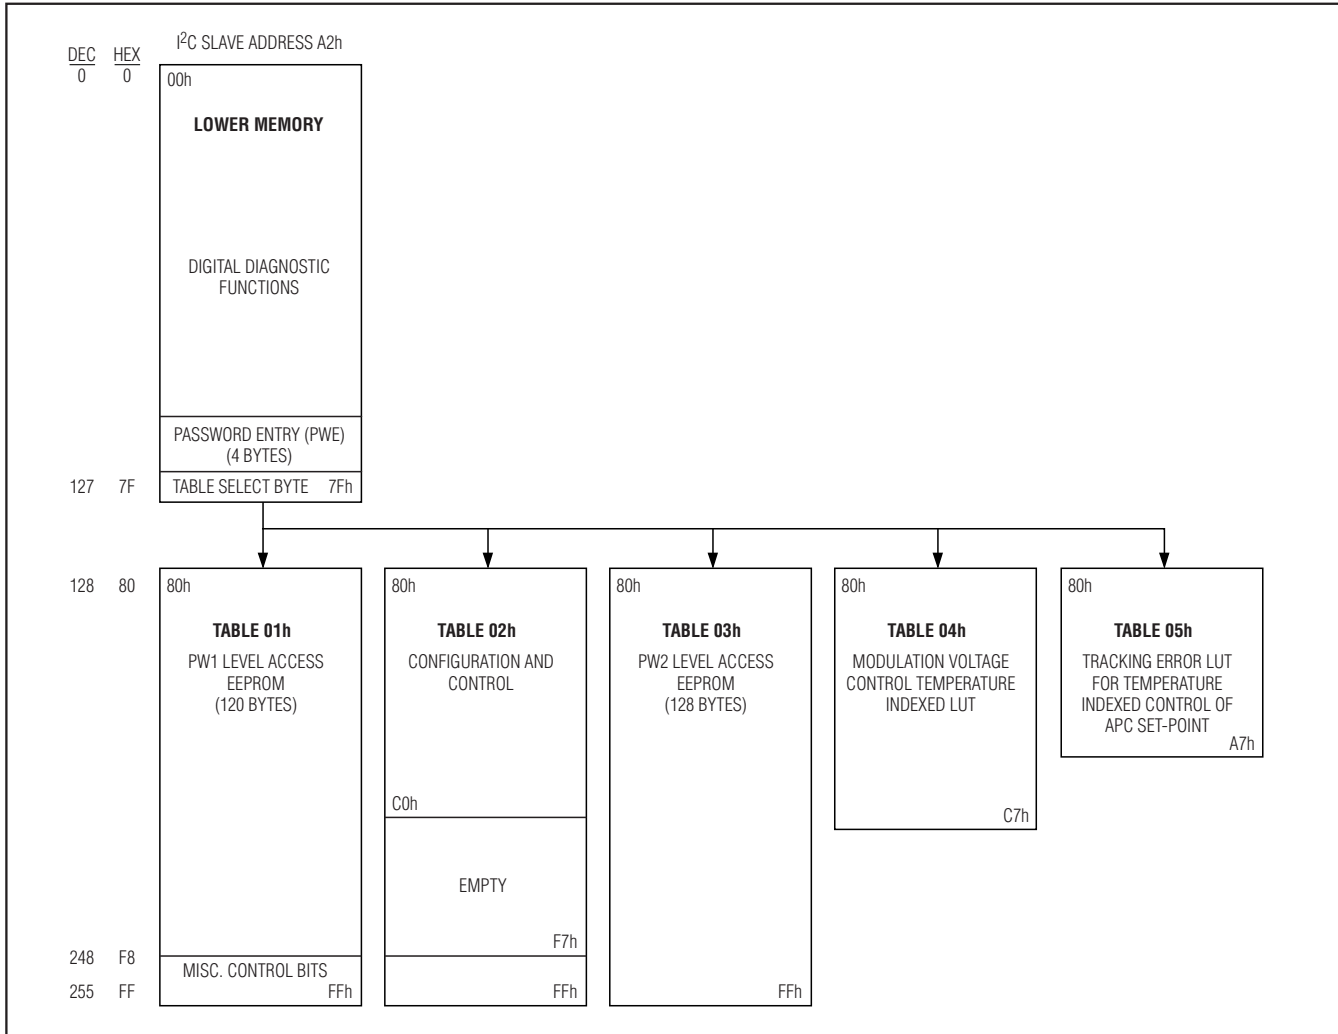 I²C SLAVE ADDRESS A2h
DEC HEX
0 0
00h
LOWER MEMORY
DIGITAL DIAGNOSTIC
FUNCTIONS
PASSWORD ENTRY (PWE)
(4 BYTES)
127 7F
TABLE SELECT BYTE 7Fh
128 80
80h
TABLE 01h
PW1 LEVEL ACCESS
EEPROM
(120 BYTES)
248 F8
MISC. CONTROL BITS
255 FF
FFh
80h
TABLE 02h
CONFIGURATION AND
CONTROL
C0h
EMPTY
F7h
FFh
80h
TABLE 03h
PW2 LEVEL ACCESS
EEPROM
(128 BYTES)
FFh
80h
TABLE 04h
MODULATION VOLTAGE
CONTROL TEMPERATURE
INDEXED LUT
C7h
80h
TABLE 05h
TRACKING ERROR LUT
FOR TEMPERATURE
INDEXED CONTROL OF
APC SET-POINT
A7h